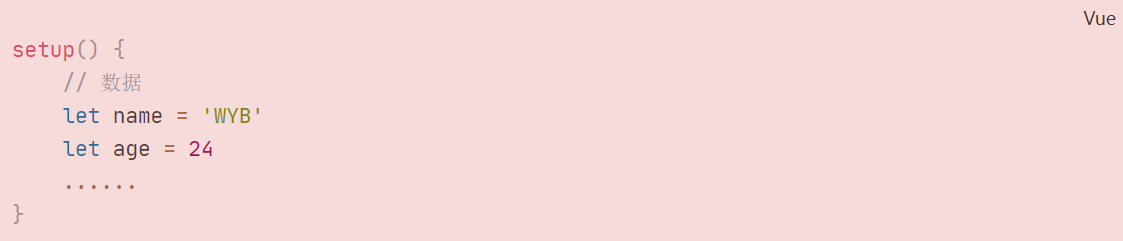 Vue
setup() {
    // 数据
    let name = 'WYB'
    let age = 24
    ......
}